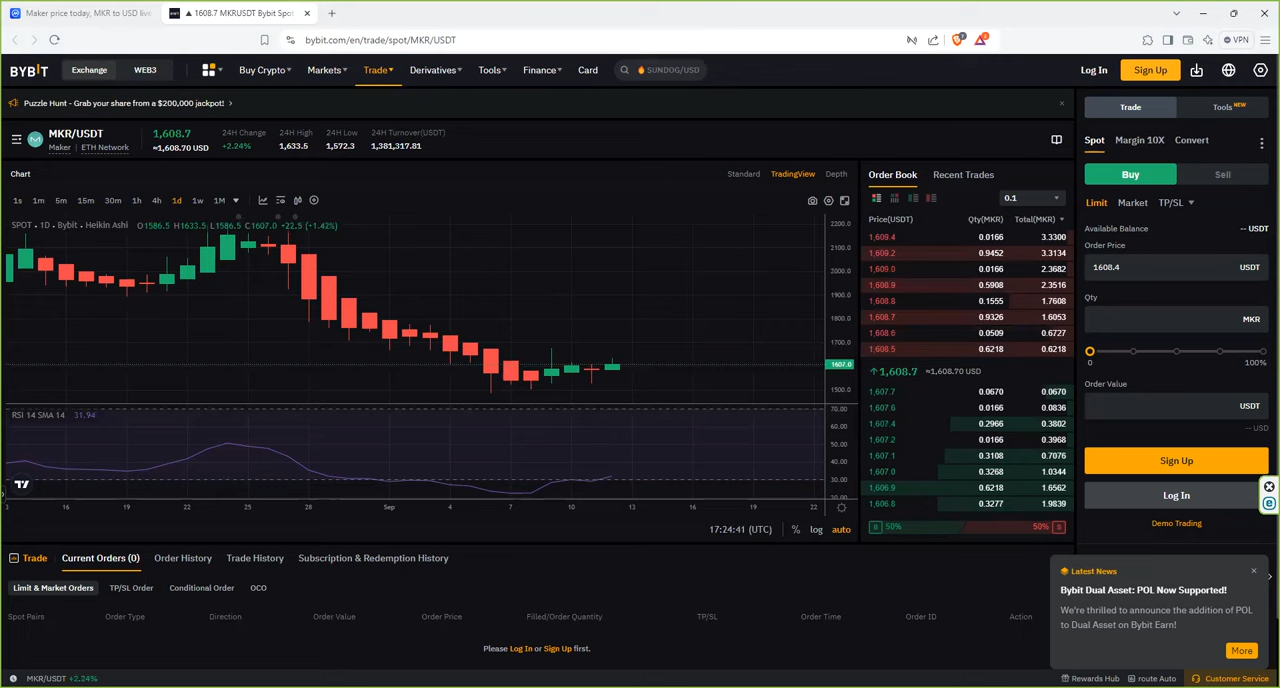 Maker price today, MKR to USD live
▲ 1608.7 MKRUSDT Bybit Spot
bybit.com/en/trade/spot/MKR/USDT
VPN
BYBIT
Exchange
WEB3
Buy Crypto
Markets
Trade
Derivatives
Tools
Finance
Card
SUNDOG/USD
Log In
Sign Up
Puzzle Hunt - Grab your share from a $200,000 jackpot!
MKR/USDT
Maker
ETH Network
1,608.7
≈1,608.70 USD
24H Change
+2.24%
24H High
1,633.5
24H Low
1,572.3
24H Turnover(USDT)
1,381,317.81
Chart
Standard
TradingView
Depth
1s 1m 5m 15m 30m 1h 4h 1d 1w 1M
SPOT • 1D • Bybit • Heikin Ashi O1586.5 H1633.5 L1586.5 C1607.0 +22.5 (+1.42%)
2200.0
2100.0
2000.0
1900.0
1800.0
1700.0
1607.0
1500.0
RSI 14 SMA 14 31.94
70.00
60.00
50.00
40.00
30.00
20.00
16 19 22 25 28 Sep 4 7 10 13 16 19 22
17:24:41 (UTC) % log auto
Order Book
Recent Trades
0.1
Price(USDT) Qty(MKR) Total(MKR)
1,609.4 0.0166 3.3300
1,609.2 0.9452 3.3134
1,609.0 0.0166 2.3682
1,608.9 0.5908 2.3516
1,608.8 0.1555 1.7608
1,608.7 0.9326 1.6053
1,608.6 0.0509 0.6727
1,608.5 0.6218 0.6218
↑1,608.7 ≈1,608.70 USD
1,607.7 0.0670 0.0670
1,607.6 0.0166 0.0836
1,607.4 0.2966 0.3802
1,607.2 0.0166 0.3968
1,607.1 0.3108 0.7076
1,607.0 0.3268 1.0344
1,606.9 0.6218 1.6562
1,606.8 0.3277 1.9839
B 50% 50% S
Trade
Tools NEW
Spot
Margin 10X
Convert
Buy
Sell
Limit
Market
TP/SL
Available Balance -- USDT
Order Price
1608.4 USDT
Qty
MKR
0 100%
Order Value
USDT
-- USD
Sign Up
Log In
Demo Trading
Trade
Current Orders (0)
Order History
Trade History
Subscription & Redemption History
Limit & Market Orders
TP/SL Order
Conditional Order
OCO
Spot Pairs Order Type Direction Order Value Order Price Filled/Order Quantity TP/SL Order Time Order ID Action
Please Log In or Sign Up first.
Latest News
Bybit Dual Asset: POL Now Supported!
We're thrilled to announce the addition of POL
to Dual Asset on Bybit Earn!
More
MKR/USDT +2.24%
Rewards Hub
route Auto
Customer Service